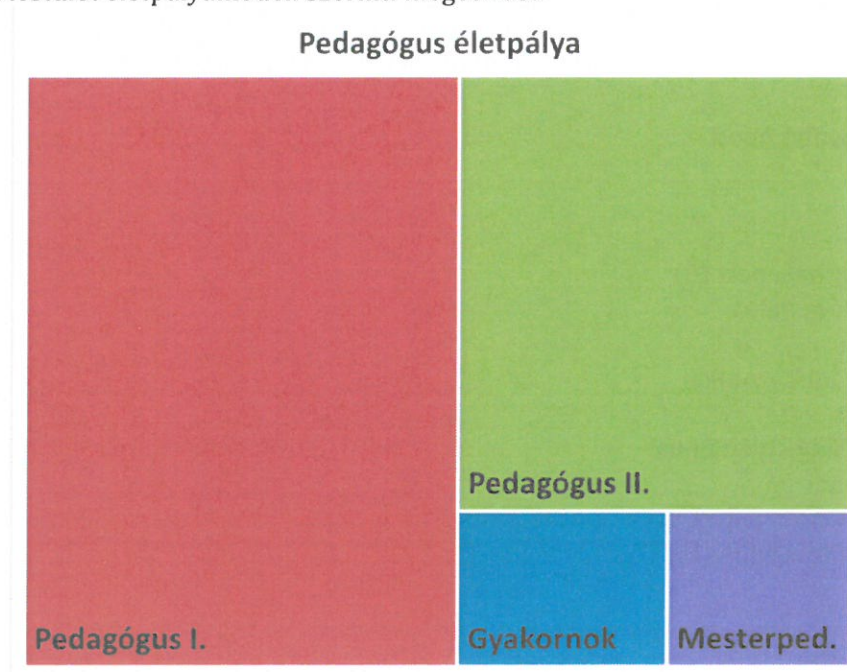 Pedagógus életpálya
Pedagógus II.
Pedagógus I.
Gyakornok
Mesterped.